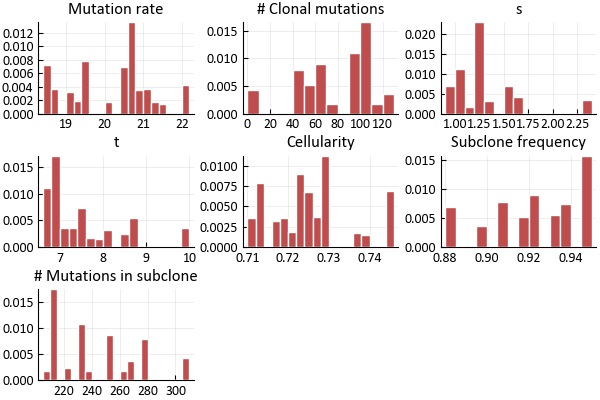 Mutation rate
0.012
0.010
0.008
0.006
0.004
0.002
0.000
19 20 21 22
# Clonal mutations
0.015
0.010
0.005
0.000
0 20 40 60 80 100 120
s
0.020
0.015
0.010
0.005
0.000
1.00 1.25 1.50 1.75 2.00 2.25
t
0.015
0.010
0.005
0.000
7 8 9 10
Cellularity
0.0100
0.0075
0.0050
0.0025
0.0000
0.71 0.72 0.73 0.74
Subclone frequency
0.015
0.010
0.005
0.000
0.88 0.90 0.92 0.94
# Mutations in subclone
0.015
0.010
0.005
0.000
220 240 260 280 300